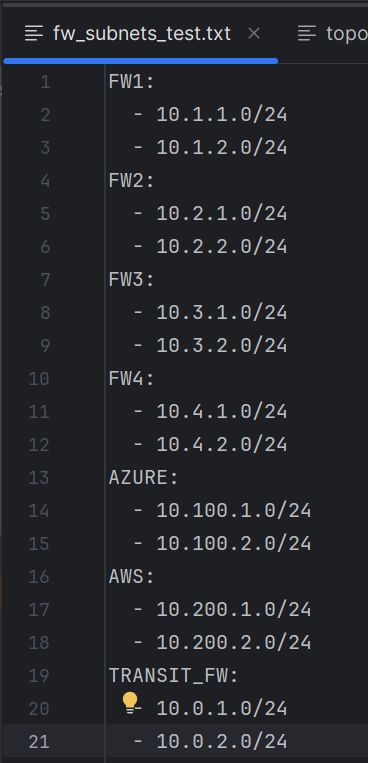 fw_subnets_test.txt × topo
1 FW1:
2   - 10.1.1.0/24
3   - 10.1.2.0/24
4 FW2:
5   - 10.2.1.0/24
6   - 10.2.2.0/24
7 FW3:
8   - 10.3.1.0/24
9   - 10.3.2.0/24
10 FW4:
11   - 10.4.1.0/24
12   - 10.4.2.0/24
13 AZURE:
14   - 10.100.1.0/24
15   - 10.100.2.0/24
16 AWS:
17   - 10.200.1.0/24
18   - 10.200.2.0/24
19 TRANSIT_FW:
20   - 10.0.1.0/24
21   - 10.0.2.0/24